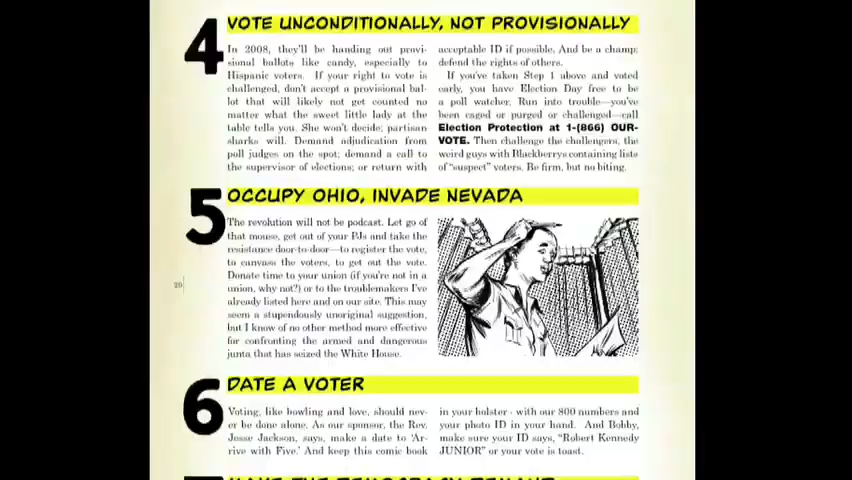 4
VOTE UNCONDITIONALLY, NOT PROVISIONALLY
In 2008, they'll be handing out provi-
sional ballots like candy, especially to
Hispanic voters. If your right to vote is
challenged, don't accept a provisional bal-
lot that will likely not get counted no
matter what the sweet little lady at the
table tells you. She won't decide; partisan
sharks will. Demand adjudication from
poll judges on the spot; demand a call to
the supervisor of elections; or return with
acceptable ID if possible. And be a champ:
defend the rights of others.
If you've taken Step 1 above and voted
early, you have Election Day free to be
a poll watcher. Run into trouble—you've
been caged or purged or challenged—call
Election Protection at 1-(866) OUR-
VOTE. Then challenge the challengers, the
weird guys with Blackberrys containing lists
of "suspect" voters. Be firm, but no biting.
5
OCCUPY OHIO, INVADE NEVADA
The revolution will not be podcast. Let go of
that mouse, get out of your PJs and take the
resistance door-to-door—to register the vote,
to canvass the voters, to get out the vote.
Donate time to your union (if you're not in a
union, why not?) or to the troublemakers I've
already listed here and on our site. This may
seem a stupendously unoriginal suggestion,
but I know of no other method more effective
for confronting the armed and dangerous
junta that has seized the White House.
20
6
DATE A VOTER
Voting, like bowling and love, should nev-
er be done alone. As our sponsor, the Rev.
Jesse Jackson, says, make a date to 'Ar-
rive with Five.' And keep this comic book
in your holster - with our 800 numbers and
your photo ID in your hand. And Bobby,
make sure your ID says, "Robert Kennedy
JUNIOR" or your vote is toast.